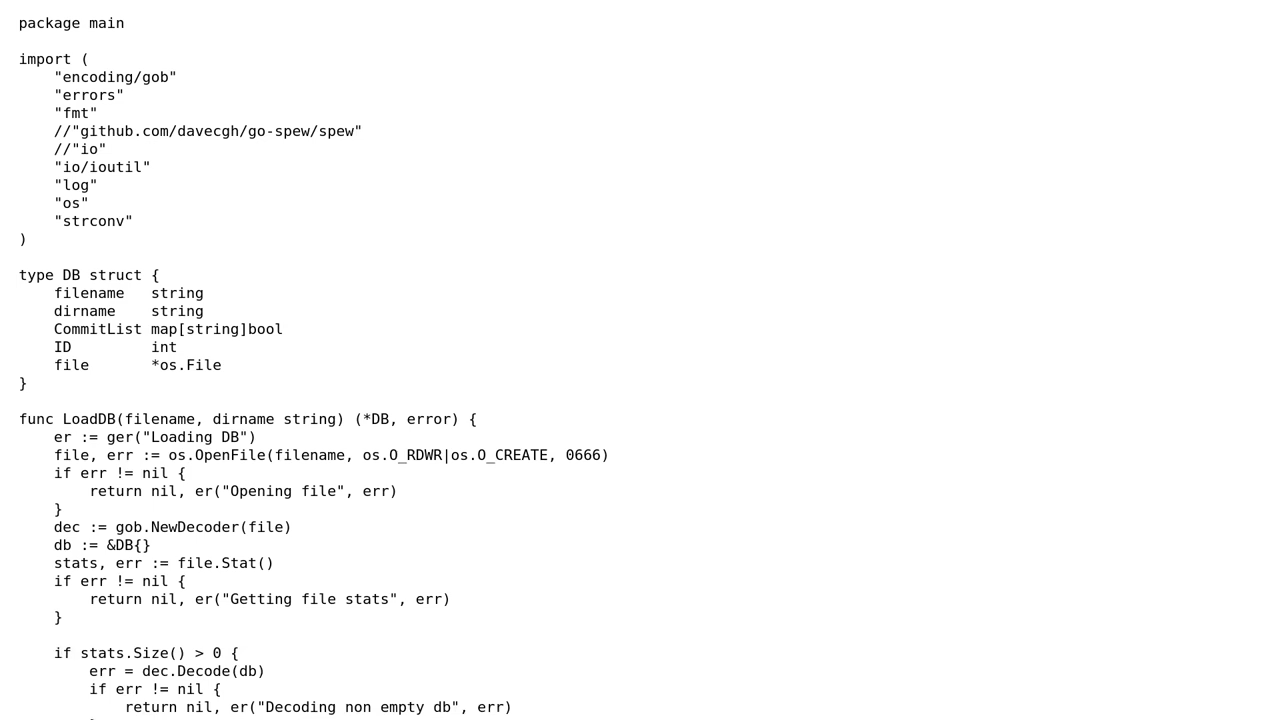 package main

import (
    "encoding/gob"
    "errors"
    "fmt"
    //"github.com/davecgh/go-spew/spew"
    //"io"
    "io/ioutil"
    "log"
    "os"
    "strconv"
)

type DB struct {
    filename   string
    dirname    string
    CommitList map[string]bool
    ID         int
    file       *os.File
}

func LoadDB(filename, dirname string) (*DB, error) {
    er := ger("Loading DB")
    file, err := os.OpenFile(filename, os.O_RDWR|os.O_CREATE, 0666)
    if err != nil {
        return nil, er("Opening file", err)
    }
    dec := gob.NewDecoder(file)
    db := &DB{}
    stats, err := file.Stat()
    if err != nil {
        return nil, er("Getting file stats", err)
    }

    if stats.Size() > 0 {
        err = dec.Decode(db)
        if err != nil {
            return nil, er("Decoding non empty db", err)